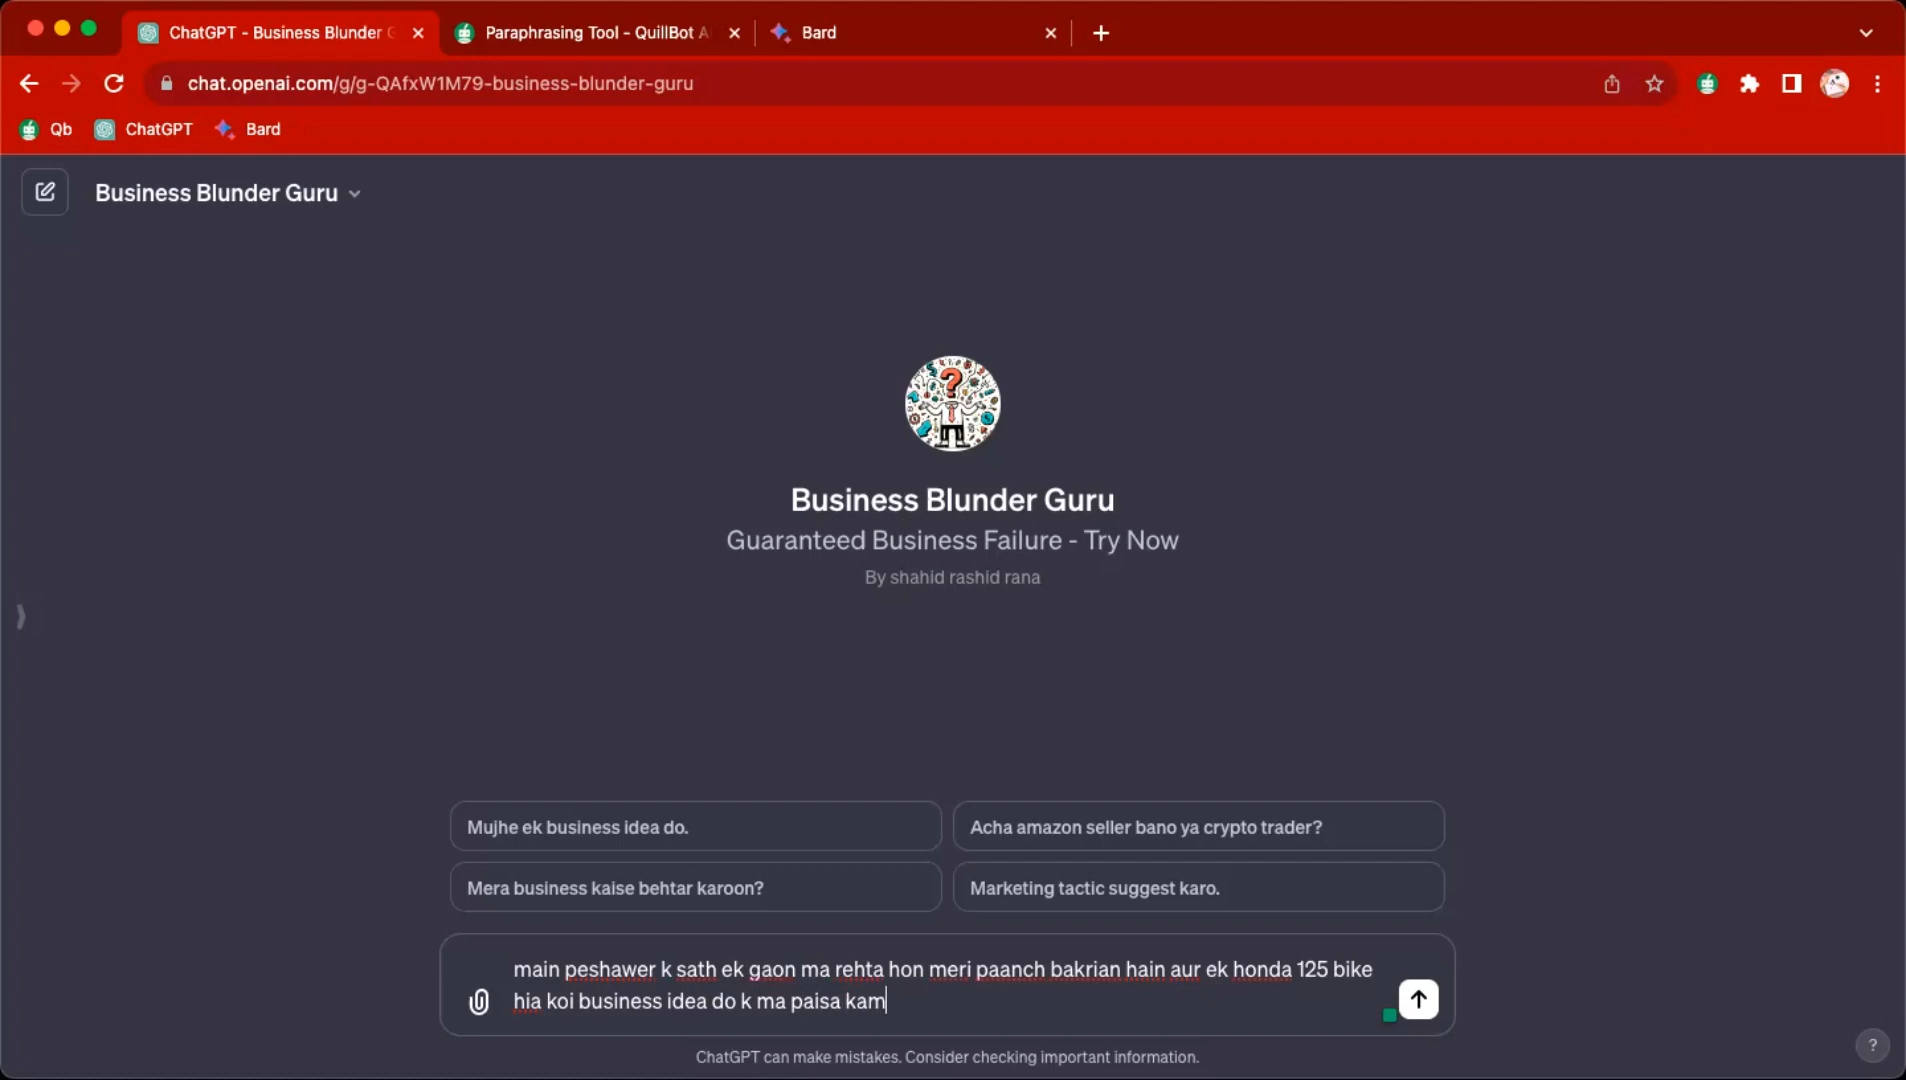 ChatGPT - Business Blunder G
Paraphrasing Tool - QuillBot A
Bard
chat.openai.com/g/g-QAfxW1M79-business-blunder-guru
Qb
ChatGPT
Bard
Business Blunder Guru
Business Blunder Guru
Guaranteed Business Failure - Try Now
By shahid rashid rana
Mujhe ek business idea do.
Acha amazon seller bano ya crypto trader?
Mera business kaise behtar karoon?
Marketing tactic suggest karo.
main peshawer k sath ek gaon ma rehta hon meri paanch bakrian hain aur ek honda 125 bike
hia koi business idea do k ma paisa kam
ChatGPT can make mistakes. Consider checking important information.
?